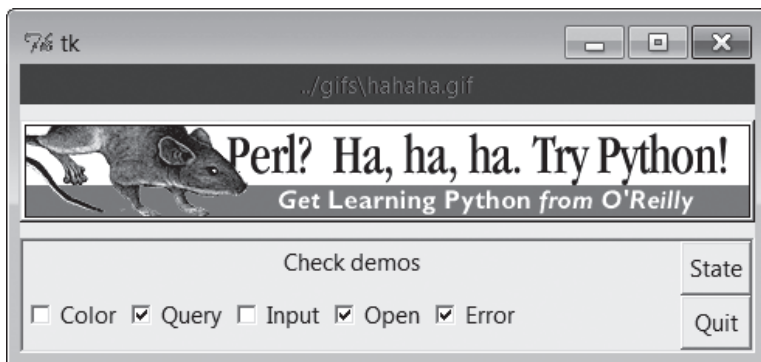 tk
../gifs\hahaha.gif
Perl? Ha, ha, ha. Try Python!
Get Learning Python from O'Reilly
Check demos
State
Color Query Input Open Error
Quit